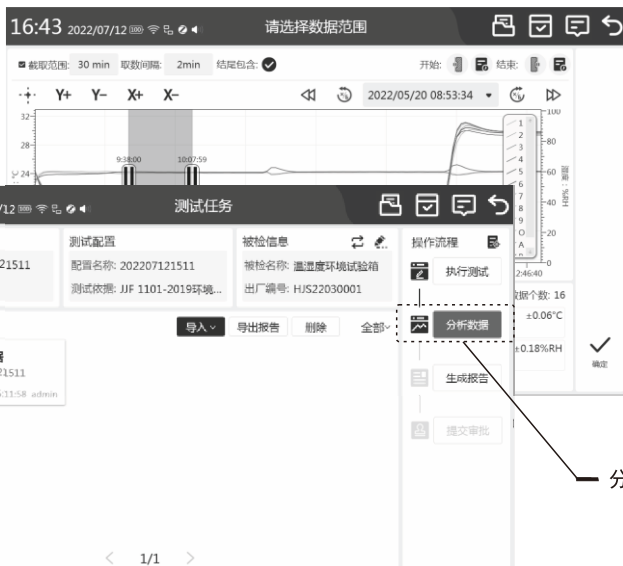 16:43 2022/07/12
请选择数据范围
截取范围: 30 min 取数间隔: 2min 结尾包含:
开始: 结束:
Y+ Y- X+ X-
2022/05/20 08:53:34
32
28
℃ 24
9:38:00 10:07:59
100
80
60
40
20
0
湿度:%RH
1
2
3
4
5
6
7
8
9
O
A
2:46:40
数据个数: 16
±0.06°C
±0.18%RH
确定
/12
测试任务
21511
测试配置
配置名称: 202207121511
测试依据: JJF 1101-2019环境...
被检信息
被检名称: 温湿度环境试验箱
出厂编号: HJS22030001
操作流程
执行测试
分析数据
生成报告
提交审批
导入 导出报告 删除 全部
21511
:11:58 admin
1/1